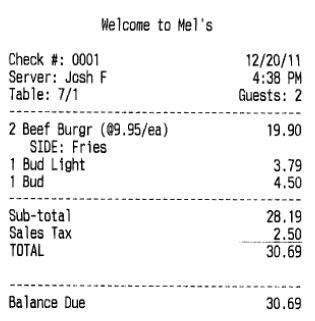 Welcome to Mel's
Check #: 0001 12/20/11
Server: Josh F 4:38 PM
Table: 7/1 Guests: 2
2 Beef Burgr (@9.95/ea) 19.90
SIDE: Fries
1 Bud Light 3.79
1 Bud 4.50
Sub-total 28.19
Sales Tax 2.50
TOTAL 30.69
Balance Due 30.69